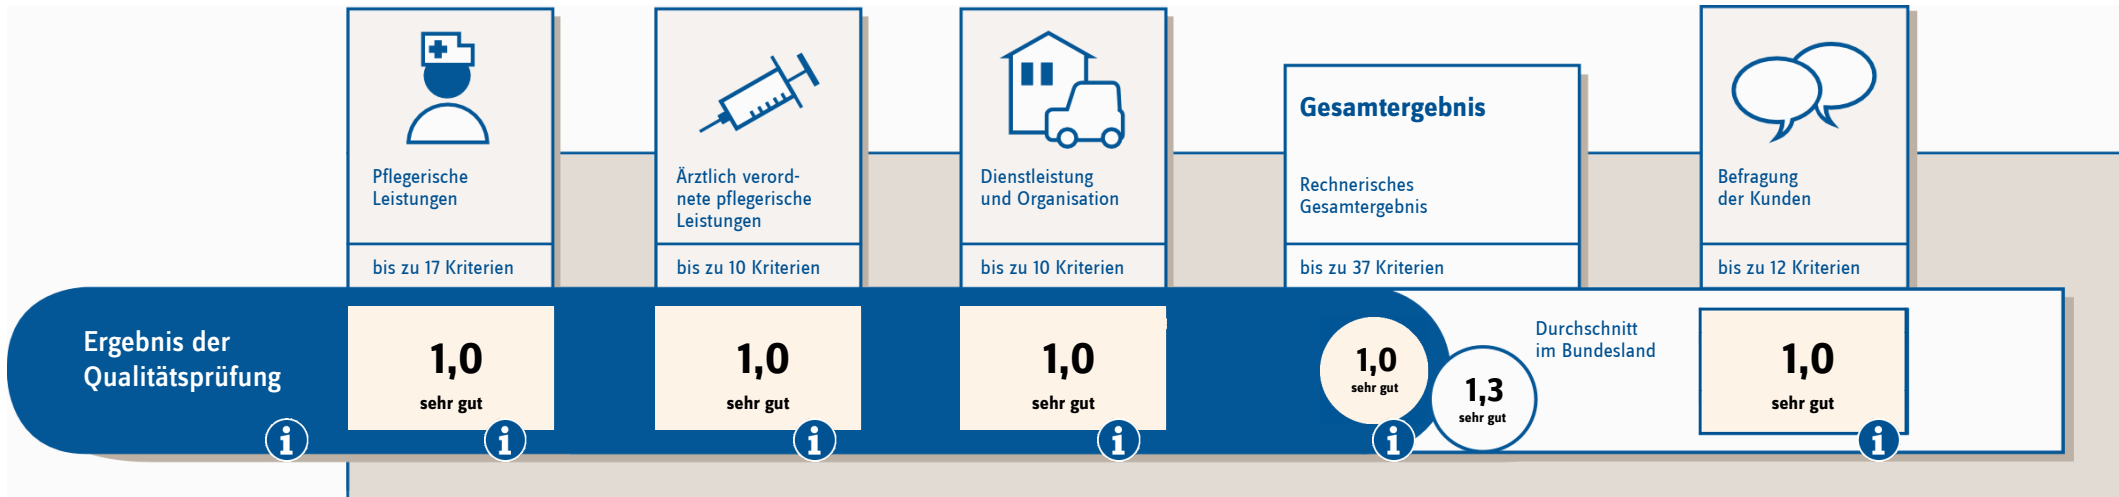 Pflegerische
Leistungen
bis zu 17 Kriterien
Ärztlich verord-
nete pflegerische
Leistungen
bis zu 10 Kriterien
Dienstleistung
und Organisation
bis zu 10 Kriterien
Gesamtergebnis
Rechnerisches
Gesamtergebnis
bis zu 37 Kriterien
Befragung
der Kunden
bis zu 12 Kriterien
Ergebnis der
Qualitätsprüfung
1,0
sehr gut
1,0
sehr gut
1,0
sehr gut
1,0
sehr gut
1,3
sehr gut
Durchschnitt
im Bundesland
1,0
sehr gut